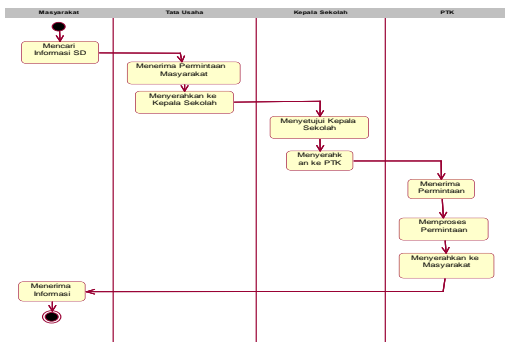 Masyarakat
Tata Usaha
Kepala Sekolah
PTK
Mencari
Informasi SD
Menerima Permintaan
Masyarakat
Menyerahkan ke
Kepala Sekolah
Menyetujui Kepala
Sekolah
Menyerahk
an ke PTK
Menerima
Permintaan
Memproses
Permintaan
Menyerahkan ke
Masyarakat
Menerima
Informasi